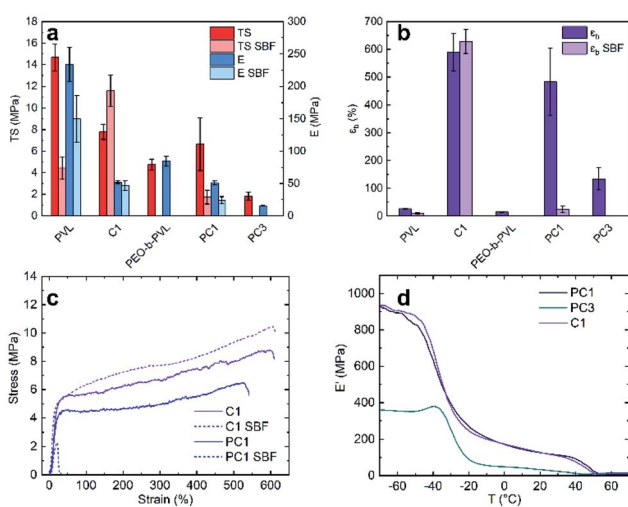 a
TS
TS SBF
E
E SBF
18
16
14
12
10
8
6
4
2
0
TS (MPa)
300
250
200
150
100
50
0
E (MPa)
PVL
C1
PEO-b-PVL
PC1
PC3
b
εb
εb SBF
700
600
500
400
300
200
100
0
εb (%)
PVL
C1
PEO-b-PVL
PC1
PC3
c
14
12
10
8
6
4
2
0
Stress (MPa)
C1
C1 SBF
PC1
PC1 SBF
0 100 200 300 400 500 600
Strain (%)
d
PC1
PC3
C1
1000
800
600
400
200
0
E' (MPa)
-60 -40 -20 0 20 40 60
T (°C)